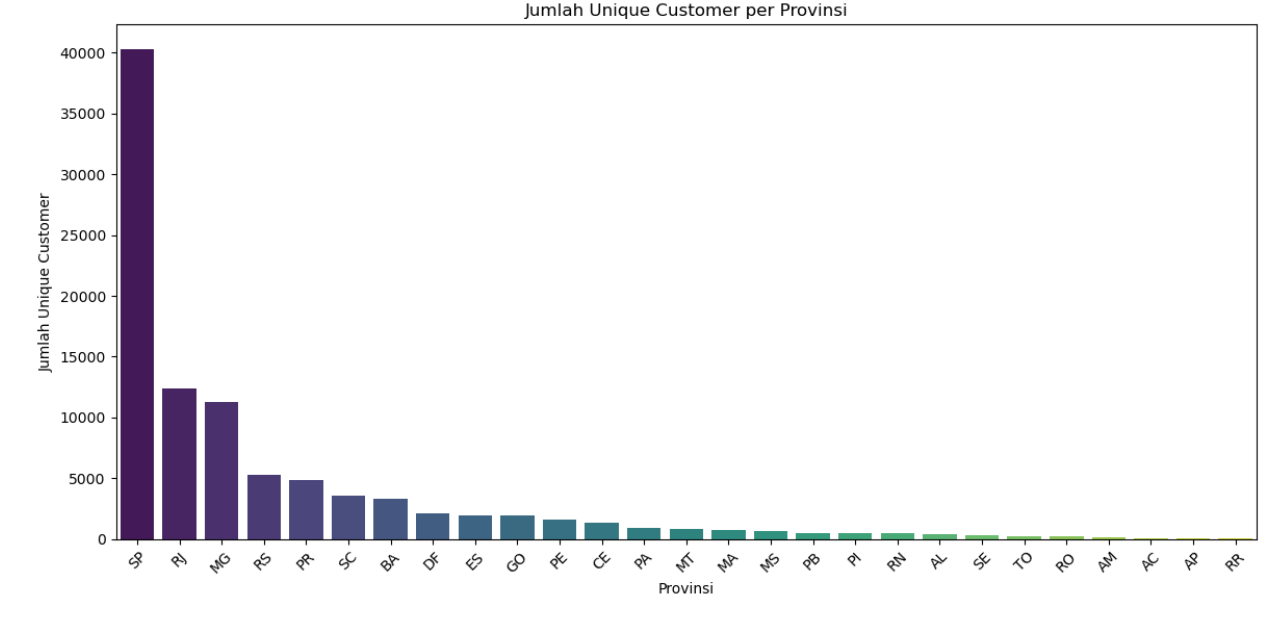 Jumlah Unique Customer per Provinsi
Jumlah Unique Customer
40000
35000
30000
25000
20000
15000
10000
5000
0
SP RJ MG RS PR SC BA DF ES GO PE CE PA MT MA MS PB PI RN AL SE TO RO AM AC AP RR
Provinsi